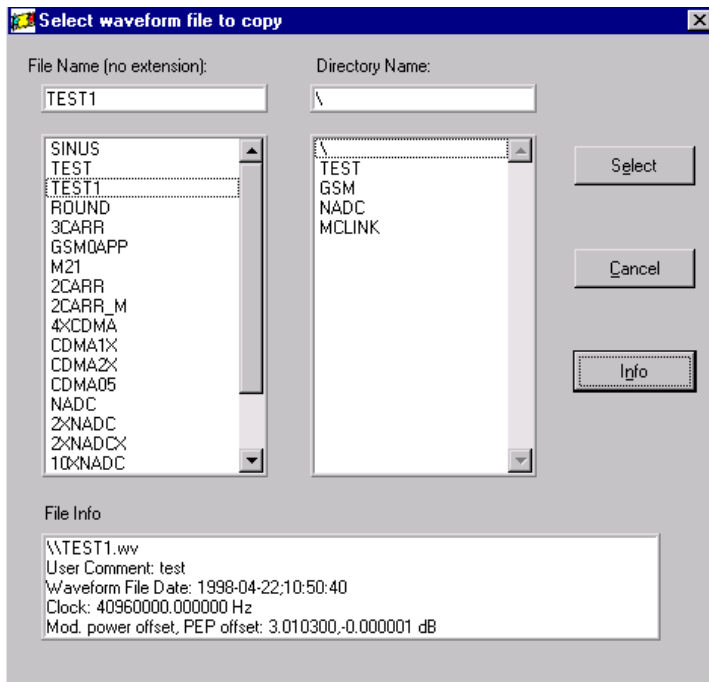 Select waveform file to copy
File Name (no extension):
TEST1
SINUS
TEST
TEST1
ROUND
3CARR
GSM0APP
M21
2CARR
2CARR_M
4XCDMA
CDMA1X
CDMA2X
CDMA05
NADC
2XNADC
2XNADCX
10XNADC
Directory Name:
\
\
TEST
GSM
NADC
MCLINK
Select
Cancel
Info
File Info
\\TEST1.wv
User Comment: test
Waveform File Date: 1998-04-22;10:50:40
Clock: 40960000.000000 Hz
Mod. power offset, PEP offset: 3.010300,-0.000001 dB